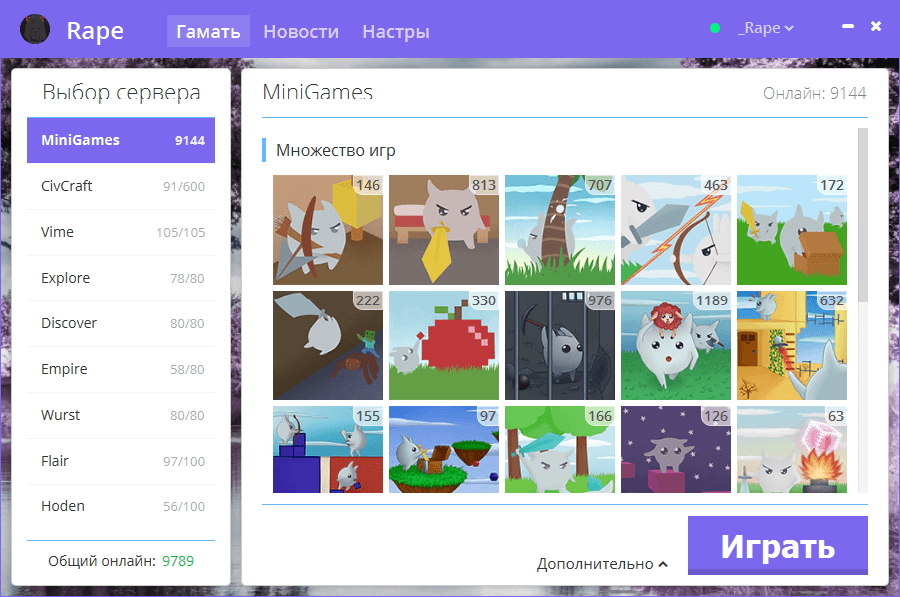 Rape
Гамать Новости Настры
_Rape
Выбор сервера
MiniGames 9144
CivCraft 91/600
Vime 105/105
Explore 78/80
Discover 80/80
Empire 58/80
Wurst 80/80
Flair 97/100
Hoden 56/100
Общий онлайн: 9789
MiniGames Онлайн: 9144
Множество игр
146 813 707 463 172
222 330 976 1189 632
155 97 166 126 63
Дополнительно
Играть